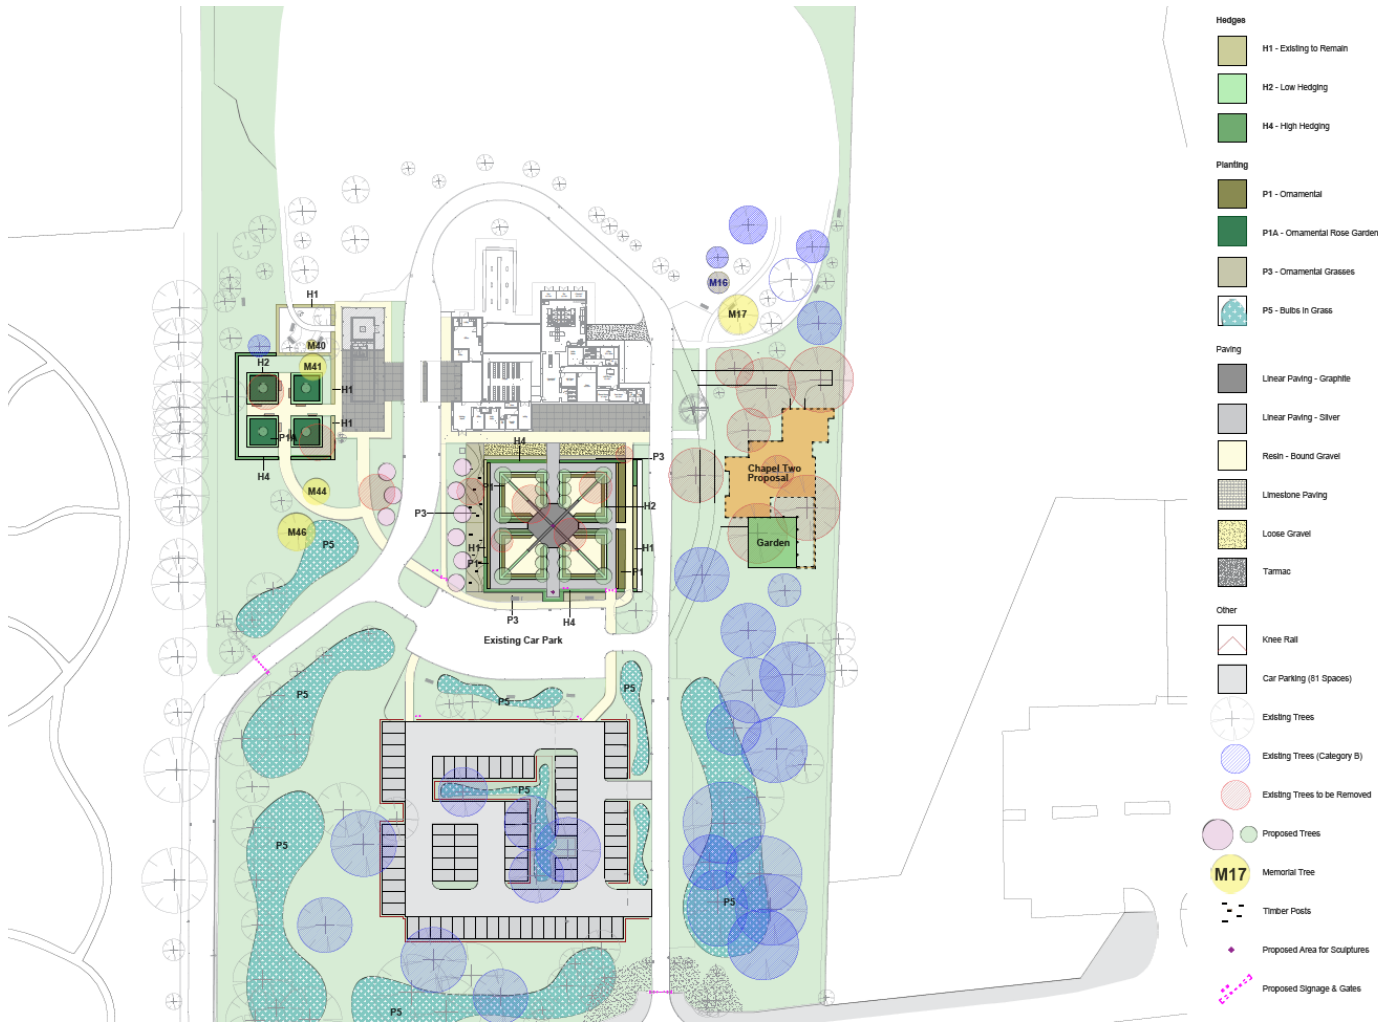 Hedges
H1 - Existing to Remain
H2 - Low Hedging
H4 - High Hedging
Planting
P1 - Ornamental
P1A - Ornamental Rose Garden
P3 - Ornamental Grasses
P5 - Bulbs in Grass
Paving
Linear Paving - Graphite
Linear Paving - Silver
Resin - Bound Gravel
Limestone Paving
Loose Gravel
Tarmac
Other
Knee Rail
Car Parking (81 Spaces)
Existing Trees
Existing Trees (Category B)
Existing Trees to be Removed
Proposed Trees
M17
Memorial Tree
Timber Posts
Proposed Area for Sculptures
Proposed Signage & Gates
M16
M17
H1
M40
H2
M41
H1
H1
P1A
H4
M44
M46
P5
H4
P3
P1
H2
P3
H1
H1
P1
P1
P3
H4
Chapel Two
Proposal
Garden
Existing Car Park
P5
P5
P5
P5
P5
P5
P5